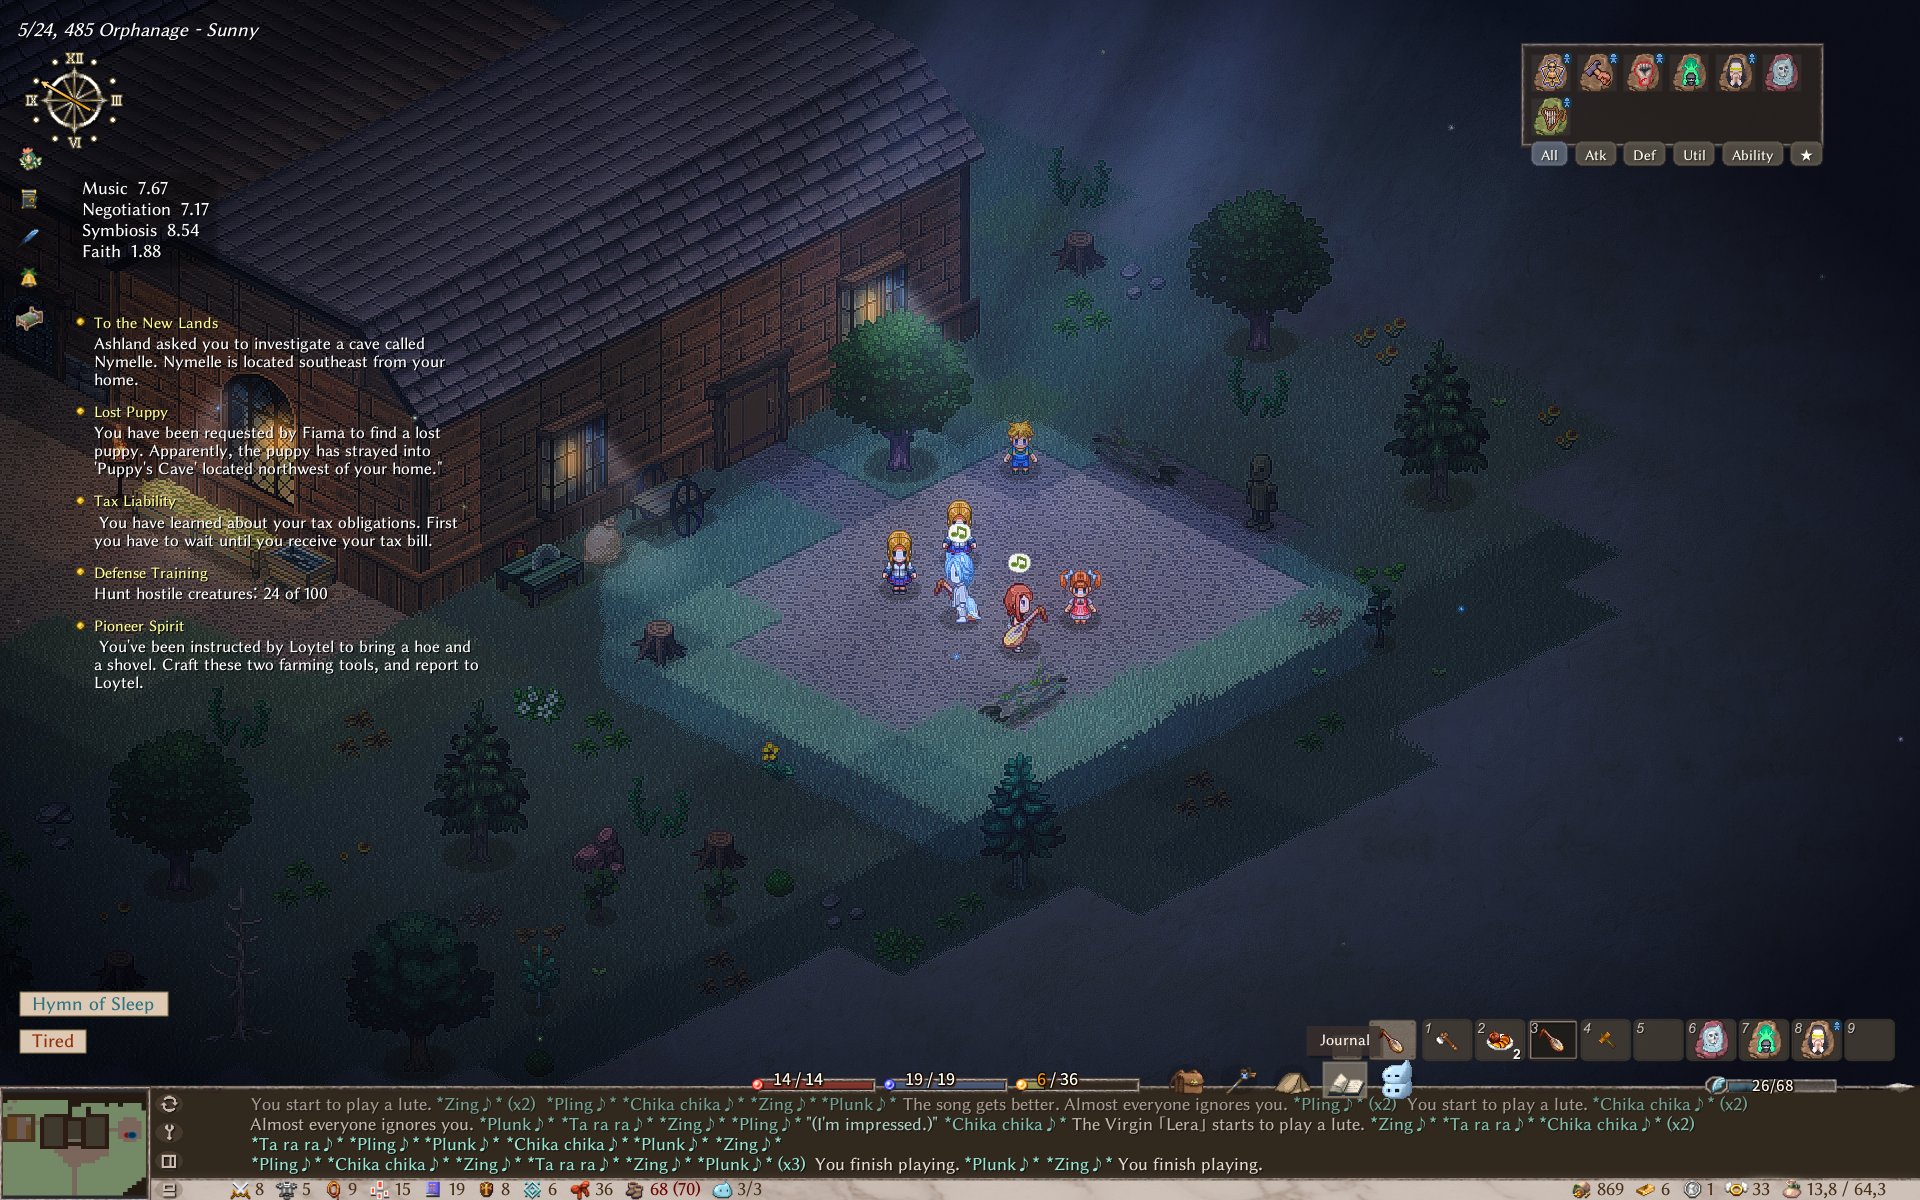 5/24, 485 Orphanage - Sunny
XII
IX
III
VI
All
Atk
Def
Util
Ability
★
Music 7.67
Negotiation 7.17
Symbiosis 8.54
Faith 1.88
To the New Lands
Ashland asked you to investigate a cave called
Nymelle. Nymelle is located southeast from your
home.
Lost Puppy
You have been requested by Fiama to find a lost
puppy. Apparently, the puppy has strayed into
'Puppy's Cave' located northwest of your home."
Tax Liability
You have learned about your tax obligations. First
you have to wait until you receive your tax bill.
Defense Training
Hunt hostile creatures: 24 of 100
Pioneer Spirit
You've been instructed by Loytel to bring a hoe and
a shovel. Craft these two farming tools, and report to
Loytel.
Hymn of Sleep
Tired
Journal
1
2
2
3
4
5
6
7
8
9
14/14
19/19
6/36
26/68
You start to play a lute. *Zing♪* (x2) *Pling♪* *Chika chika♪* *Zing♪* *Plunk♪* The song gets better. Almost everyone ignores you. *Pling♪* (x2) You start to play a lute. *Chika chika♪* (x2)
Almost everyone ignores you. *Plunk♪* *Ta ra ra♪* *Zing♪* *Pling♪* "(I'm impressed.)" *Chika chika♪* The Virgin「Lera」starts to play a lute. *Zing♪* *Ta ra ra♪* *Chika chika♪* (x2)
*Ta ra ra♪* *Pling♪* *Plunk♪* *Chika chika♪* *Plunk♪* *Zing♪*
*Pling♪* *Chika chika♪* *Zing♪* *Ta ra ra♪* *Zing♪* *Plunk♪* (x3) You finish playing. *Plunk♪* *Zing♪* You finish playing.
8 5 9 15 19 8 6 36 68 (70) 3/3
869 6 1 33 13,8 / 64,3